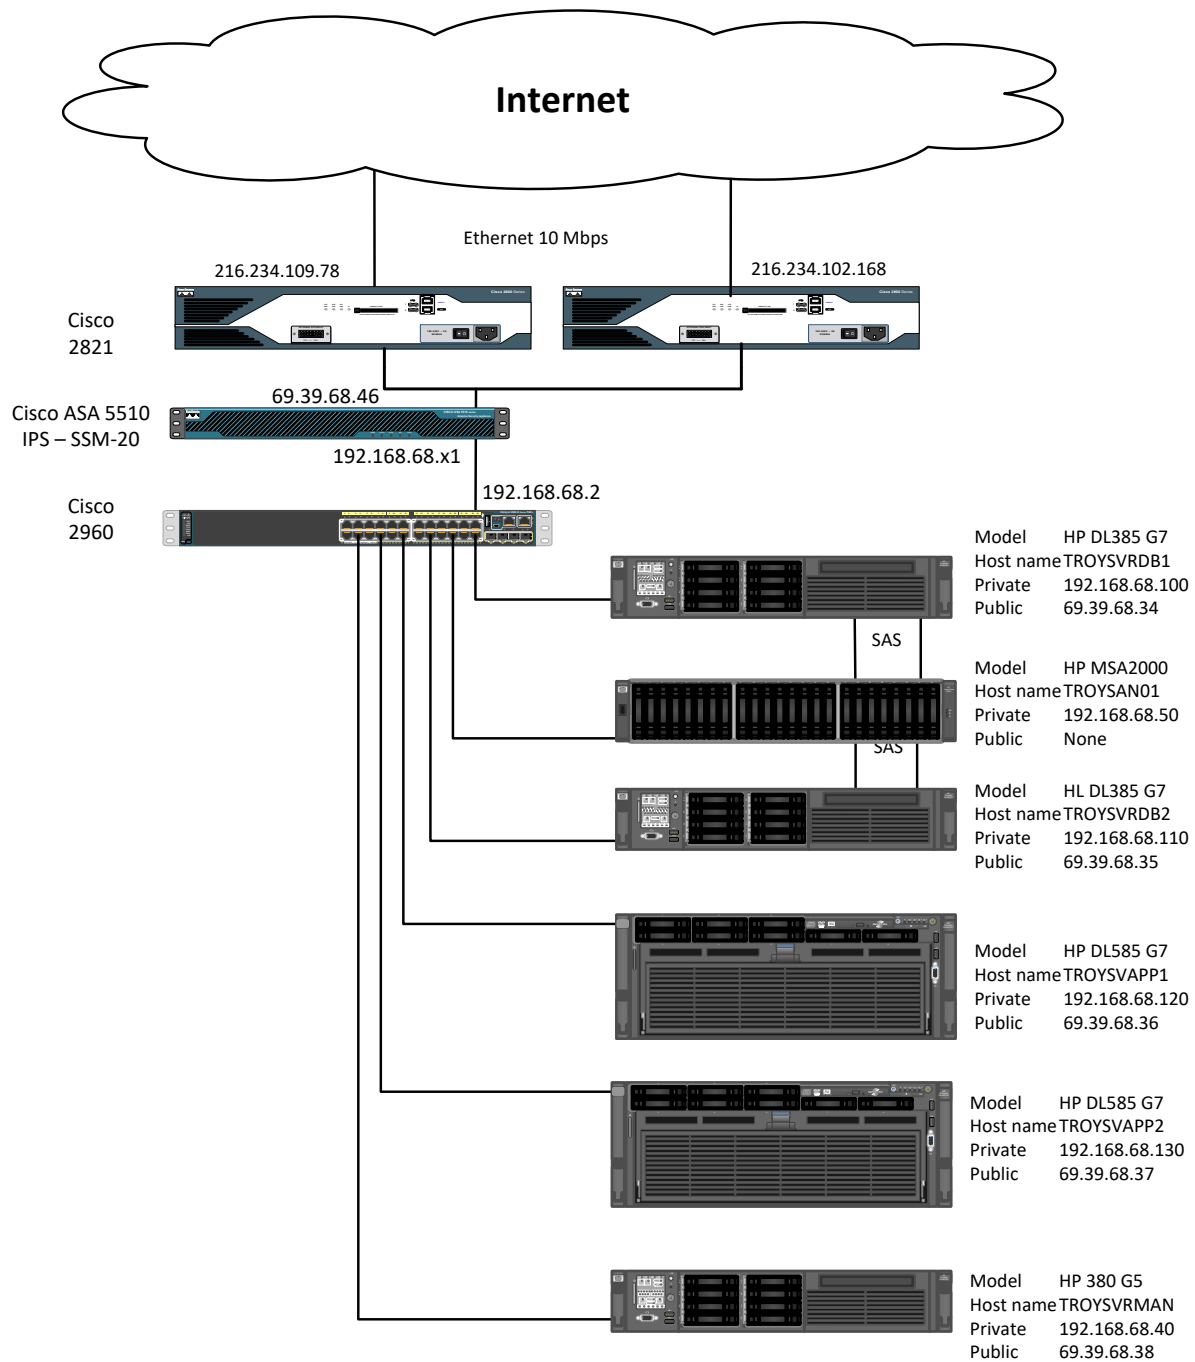 Internet
Ethernet 10 Mbps
216.234.109.78
216.234.102.168
Cisco
2821
69.39.68.46
Cisco ASA 5510
IPS – SSM-20
192.168.68.x1
192.168.68.2
Cisco
2960
Model HP DL385 G7
Host name TROYSVRDB1
Private 192.168.68.100
Public 69.39.68.34
SAS
Model HP MSA2000
Host name TROYSAN01
Private 192.168.68.50
Public None
SAS
Model HL DL385 G7
Host name TROYSVRDB2
Private 192.168.68.110
Public 69.39.68.35
Model HP DL585 G7
Host name TROYSVAPP1
Private 192.168.68.120
Public 69.39.68.36
Model HP DL585 G7
Host name TROYSVAPP2
Private 192.168.68.130
Public 69.39.68.37
Model HP 380 G5
Host name TROYSVRMAN
Private 192.168.68.40
Public 69.39.68.38